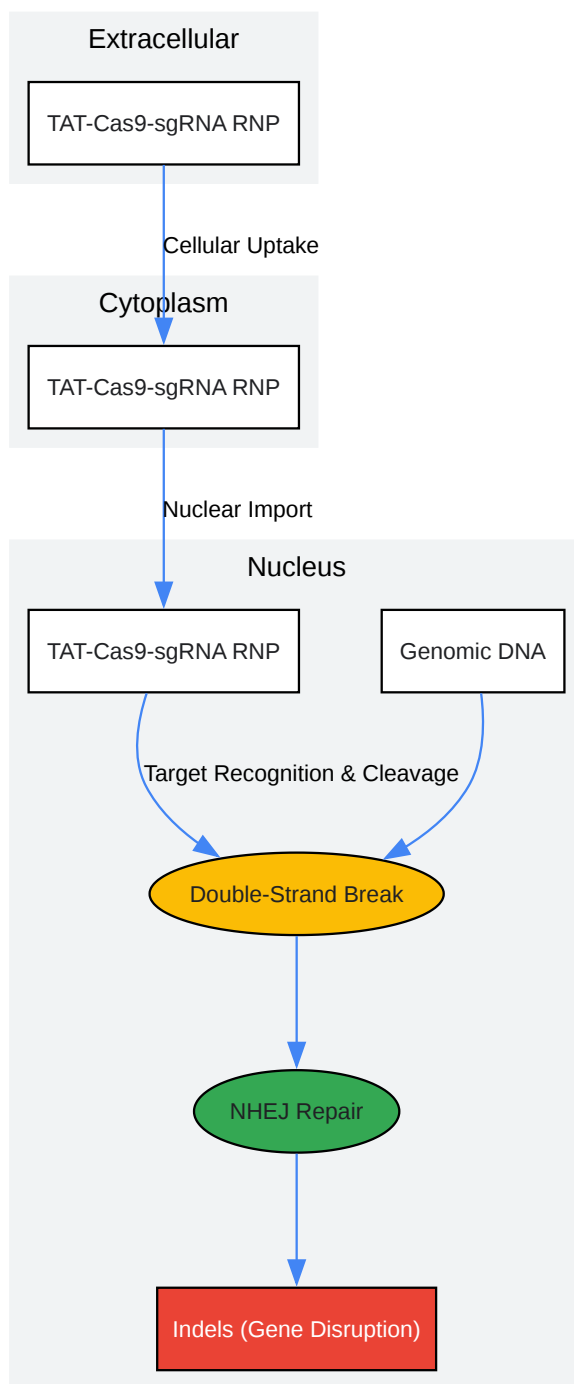 Extracellular
TAT-Cas9-sgRNA RNP
Cellular Uptake
Cytoplasm
TAT-Cas9-sgRNA RNP
Nuclear Import
Nucleus
TAT-Cas9-sgRNA RNP
Genomic DNA
Target Recognition & Cleavage
Double-Strand Break
NHEJ Repair
Indels (Gene Disruption)